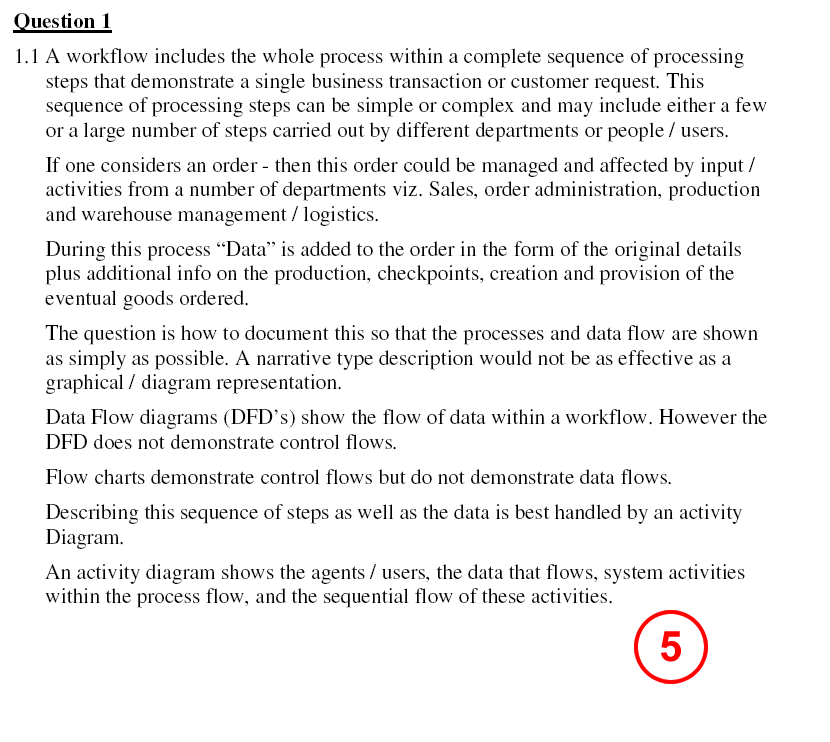 Question 1
1.1 A workflow includes the whole process within a complete sequence of processing
steps that demonstrate a single business transaction or customer request. This
sequence of processing steps can be simple or complex and may include either a few
or a large number of steps carried out by different departments or people / users.
If one considers an order - then this order could be managed and affected by input /
activities from a number of departments viz. Sales, order administration, production
and warehouse management / logistics.
During this process “Data” is added to the order in the form of the original details
plus additional info on the production, checkpoints, creation and provision of the
eventual goods ordered.
The question is how to document this so that the processes and data flow are shown
as simply as possible. A narrative type description would not be as effective as a
graphical / diagram representation.
Data Flow diagrams (DFD’s) show the flow of data within a workflow. However the
DFD does not demonstrate control flows.
Flow charts demonstrate control flows but do not demonstrate data flows.
Describing this sequence of steps as well as the data is best handled by an activity
Diagram.
An activity diagram shows the agents / users, the data that flows, system activities
within the process flow, and the sequential flow of these activities.
5